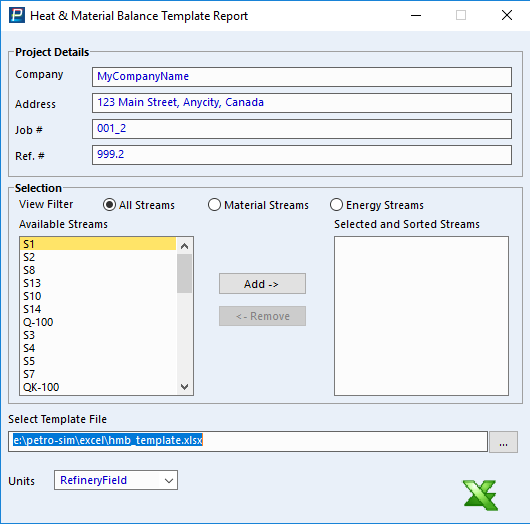 Heat & Material Balance Template Report
Project Details
Company MyCompanyName
Address 123 Main Street, Anycity, Canada
Job # 001_2
Ref. # 999.2
Selection
View Filter All Streams Material Streams Energy Streams
Available Streams Selected and Sorted Streams
S1
S2
S8
S13
S10
S14
Q-100
S3
S4
S5
S7
QK-100
Add ->
<- Remove
Select Template File
e:\petro-sim\excel\hmb_template.xlsx ...
Units RefineryField